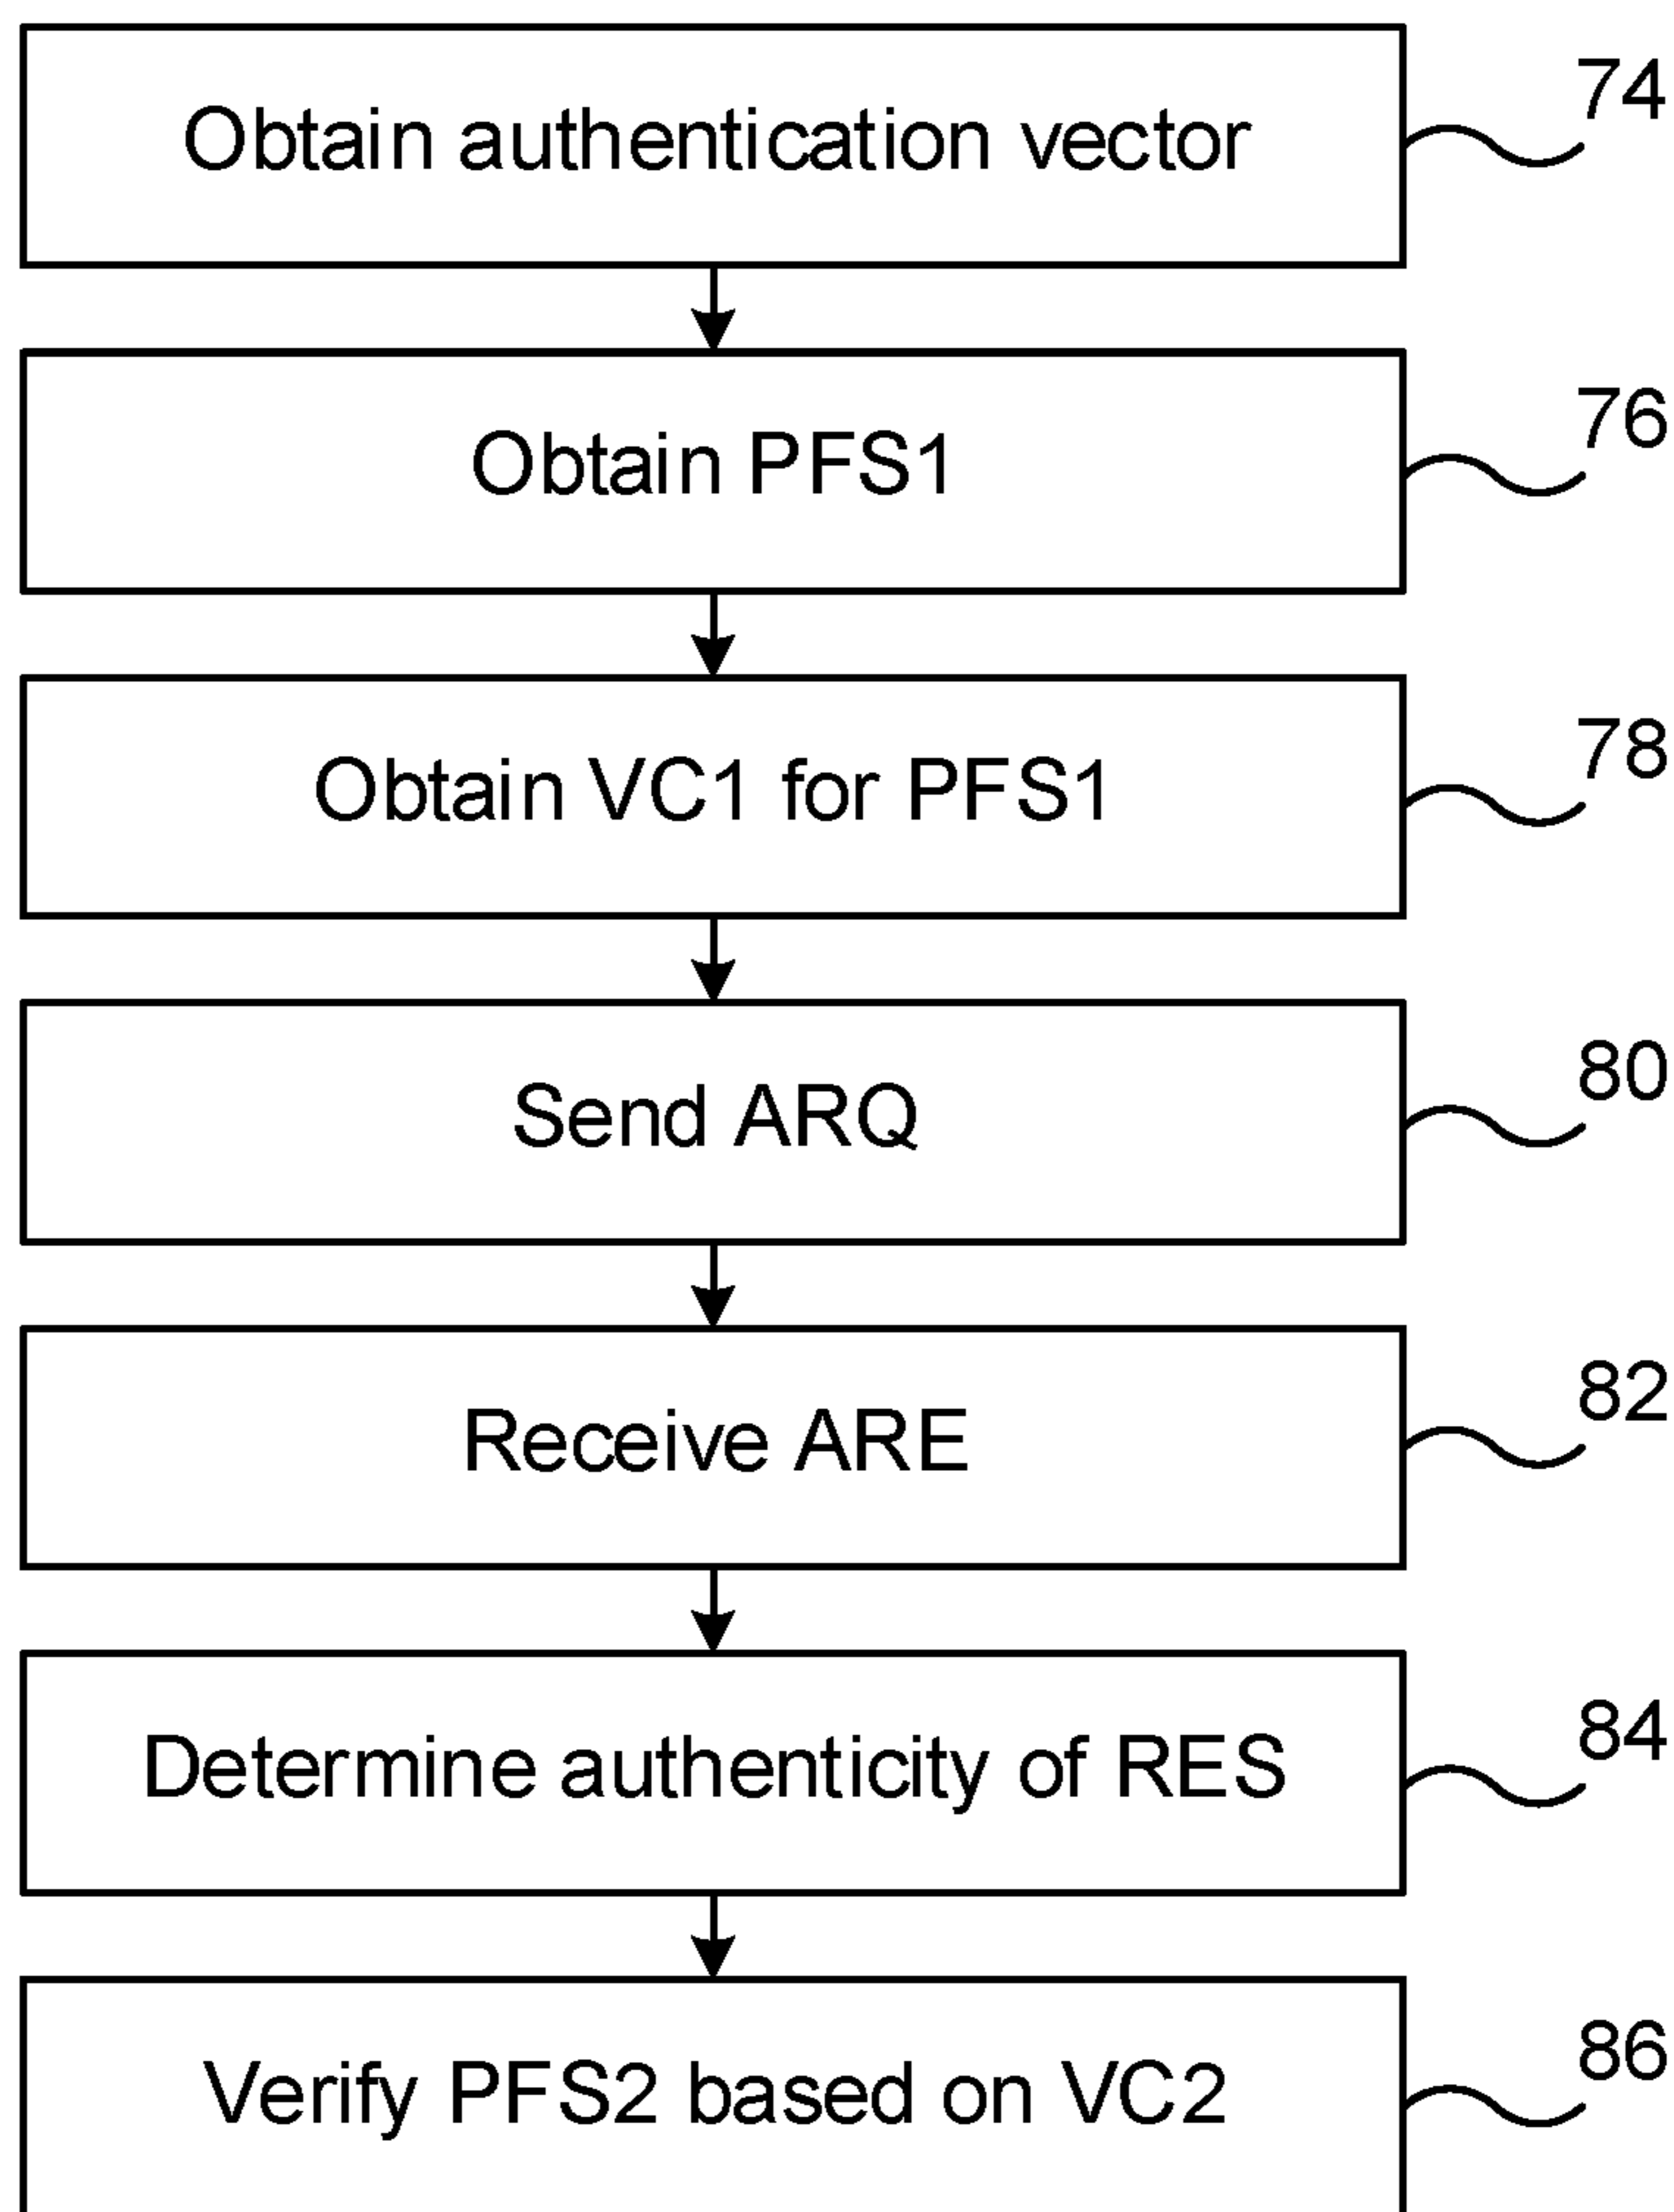 Obtain authentication vector
74
Obtain PFS1
76
Obtain VC1 for PFS1
78
Send ARQ
80
Receive ARE
82
Determine authenticity of RES
84
Verify PFS2 based on VC2
86